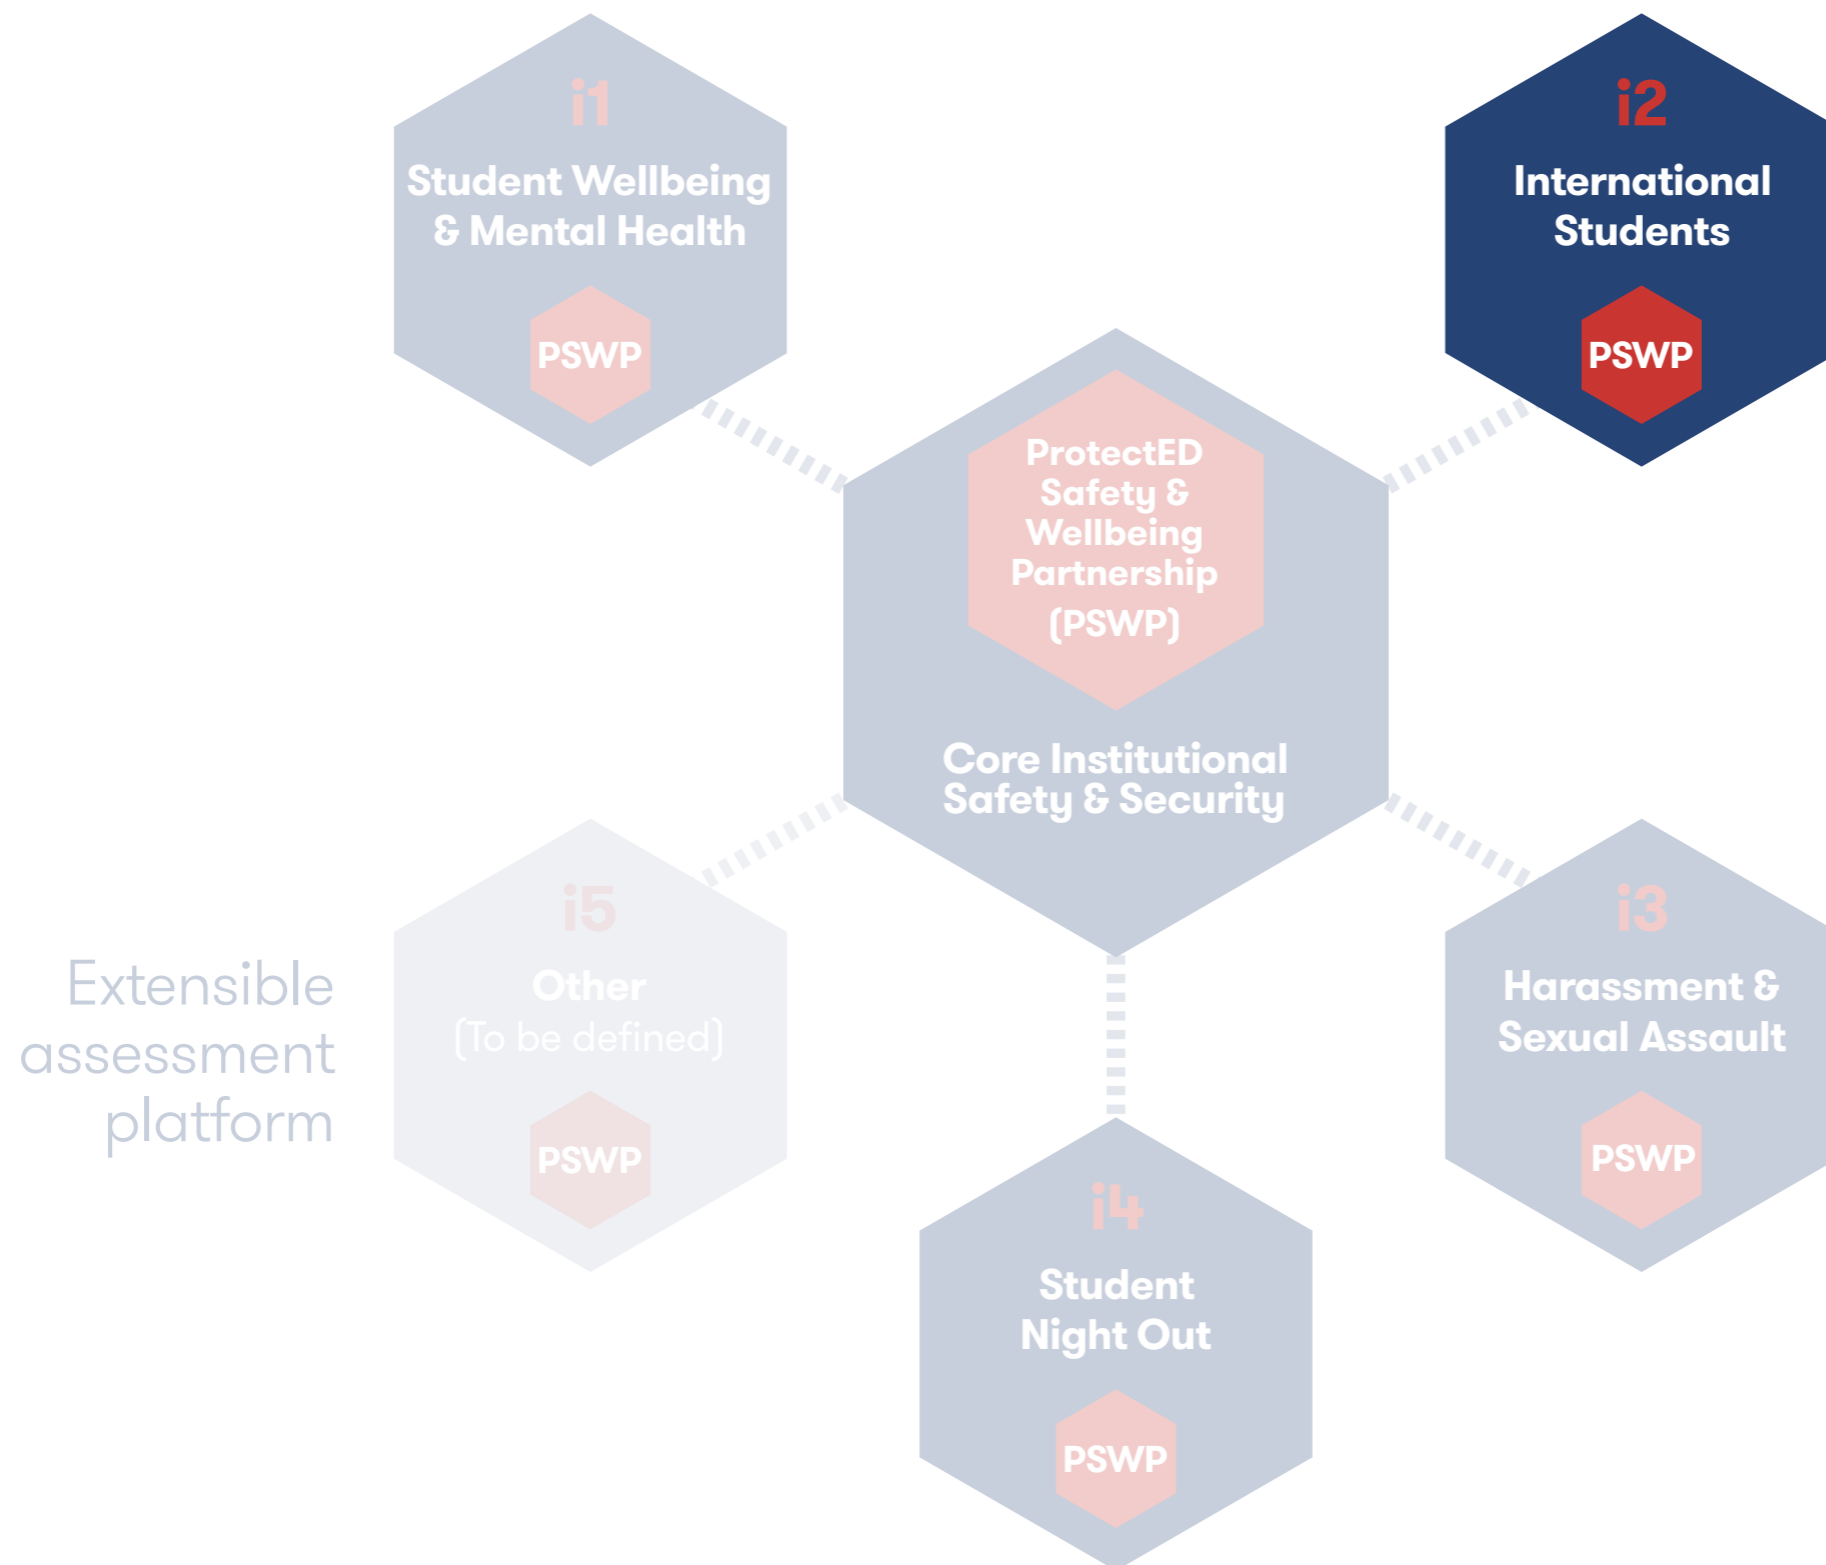 i1
Student Wellbeing
& Mental Health
PSWP
i2
International
Students
PSWP
ProtectED
Safety &
Wellbeing
Partnership
(PSWP)
Core Institutional
Safety & Security
i5
Other
(To be defined)
PSWP
Extensible
assessment
platform
i3
Harassment &
Sexual Assault
PSWP
i4
Student
Night Out
PSWP